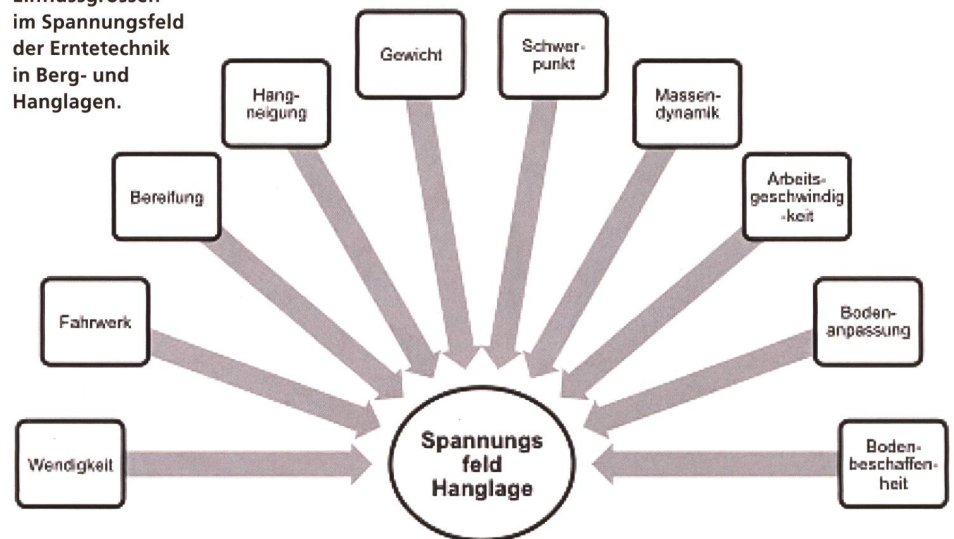 Einflussgrössen
im Spannungsfeld
der Erntetechnik
in Berg- und
Hanglagen.
Wendigkeit
Fahrwerk
Bereifung
Hang-
neigung
Gewicht
Schwer-
punkt
Massen-
dynamik
Arbeits-
geschwindig
-keit
Boden-
anpassung
Boden-
beschaffen-
heit
Spannungs
feld
Hanglage